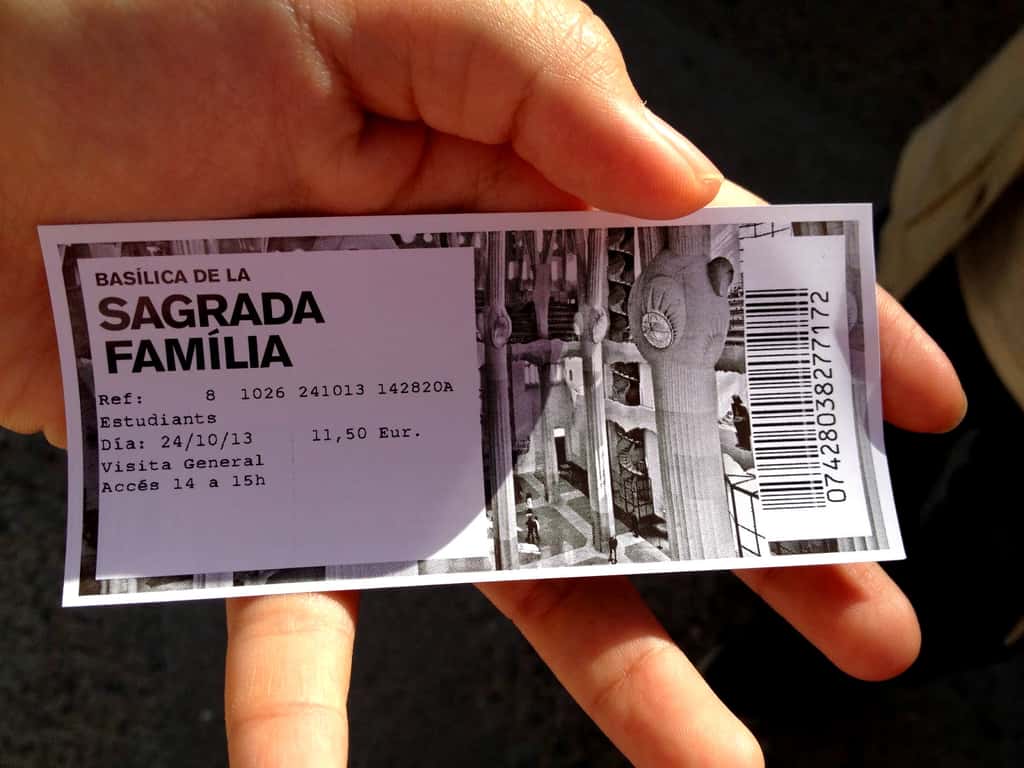 BASÍLICA DE LA
SAGRADA
FAMÍLIA
Ref: 8 1026 241013 142820A
Estudiants
Día: 24/10/13 11,50 Eur.
Visita General
Accés 14 a 15h
07428038277172